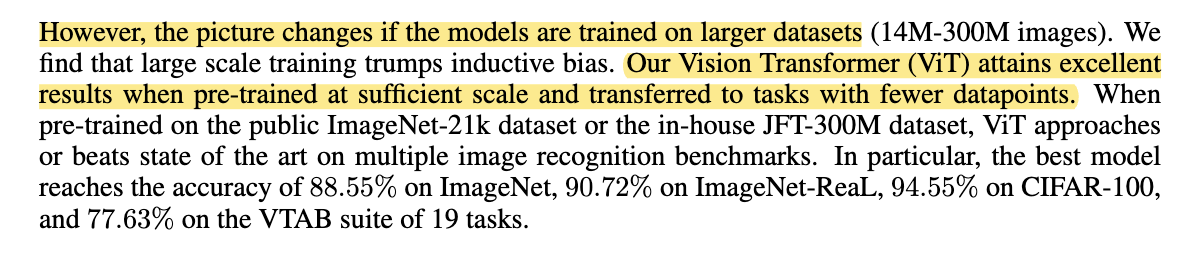 However, the picture changes if the models are trained on larger datasets (14M-300M images). We
find that large scale training trumps inductive bias. Our Vision Transformer (ViT) attains excellent
results when pre-trained at sufficient scale and transferred to tasks with fewer datapoints. When
pre-trained on the public ImageNet-21k dataset or the in-house JFT-300M dataset, ViT approaches
or beats state of the art on multiple image recognition benchmarks. In particular, the best model
reaches the accuracy of 88.55% on ImageNet, 90.72% on ImageNet-ReaL, 94.55% on CIFAR-100,
and 77.63% on the VTAB suite of 19 tasks.